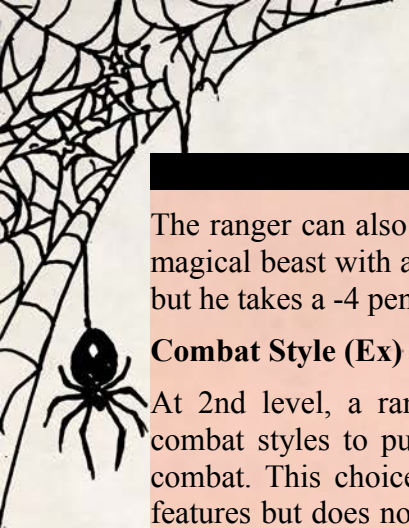 The ranger can also
magical beast with a
but he takes a -4 pen
Combat Style (Ex)
At 2nd level, a ran
combat styles to pu
combat. This choice
features but does no